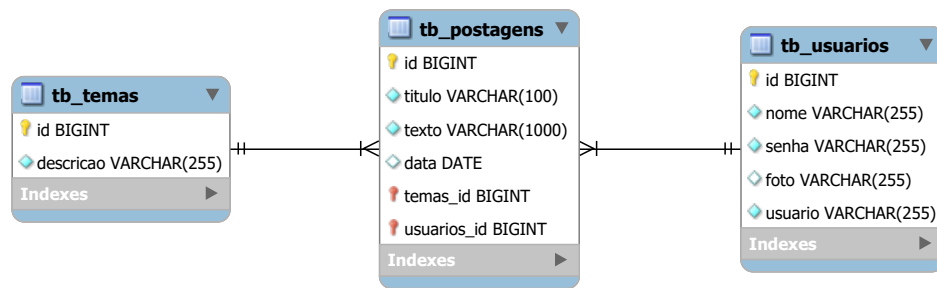 tb_temas
id BIGINT
descricao VARCHAR(255)
Indexes
tb_postagens
id BIGINT
titulo VARCHAR(100)
texto VARCHAR(1000)
data DATE
temas_id BIGINT
usuarios_id BIGINT
Indexes
tb_usuarios
id BIGINT
nome VARCHAR(255)
senha VARCHAR(255)
foto VARCHAR(255)
usuario VARCHAR(255)
Indexes